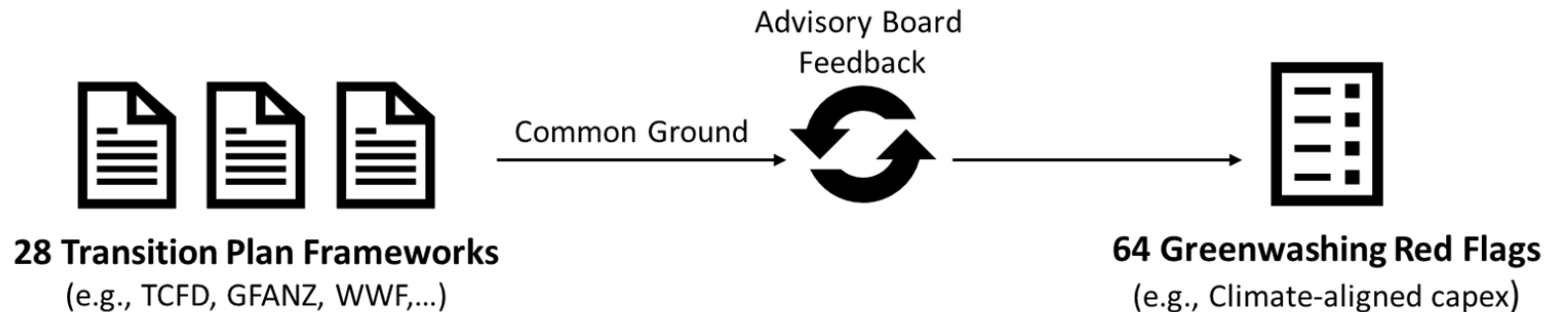 Advisory Board
Feedback
Common Ground
28 Transition Plan Frameworks
(e.g., TCFD, GFANZ, WWF,...)
64 Greenwashing Red Flags
(e.g., Climate-aligned capex)